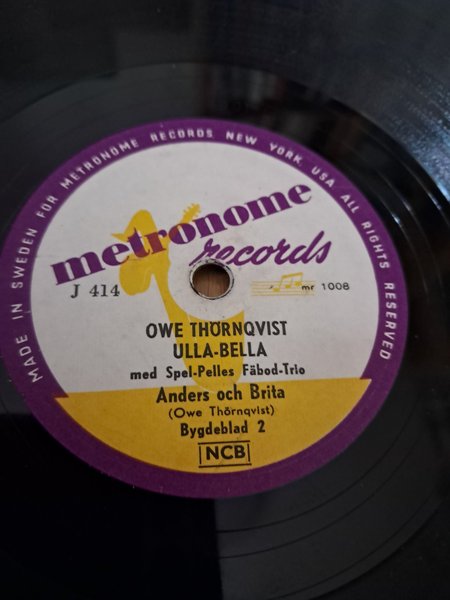 MADE IN SWEDEN FOR METRONOME RECORDS. NEW YORK. USA ALL RIGHTS RESERVED
metronome
records
J 414
mr 1008
OWE THÖRNQVIST
ULLA-BELLA
med Spel-Pelles Fäbod-Trio
Anders och Brita
(Owe Thörnqvist)
Bygdeblad 2
NCB